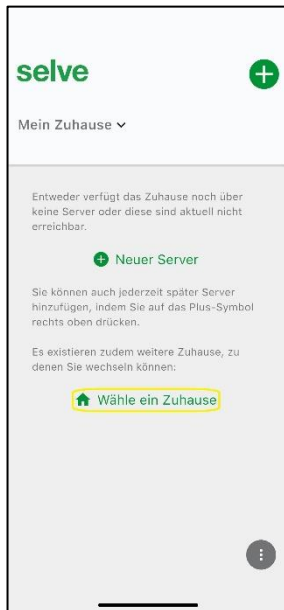 selve
Mein Zuhause
Entweder verfügt das Zuhause noch über
keine Server oder diese sind aktuell nicht
erreichbar.
Neuer Server
Sie können auch jederzeit später Server
hinzufügen, indem Sie auf das Plus-Symbol
rechts oben drücken.
Es existieren zudem weitere Zuhause, zu
denen Sie wechseln können:
Wähle ein Zuhause